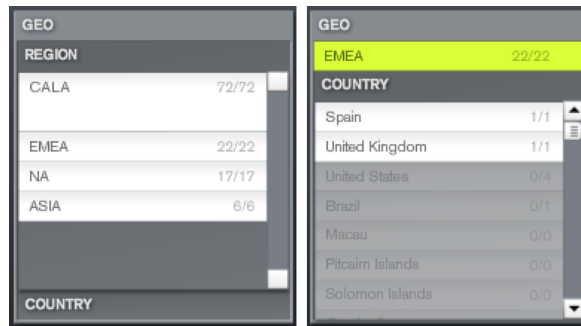 GEO
REGION
CALA 72/72
EMEA 22/22
NA 17/17
ASIA 6/6
COUNTRY
GEO
EMEA 22/22
COUNTRY
Spain 1/1
United Kingdom 1/1
United States 0/4
Brazil 0/1
Macau 0/0
Pitcairn Islands 0/0
Solomon Islands 0/0